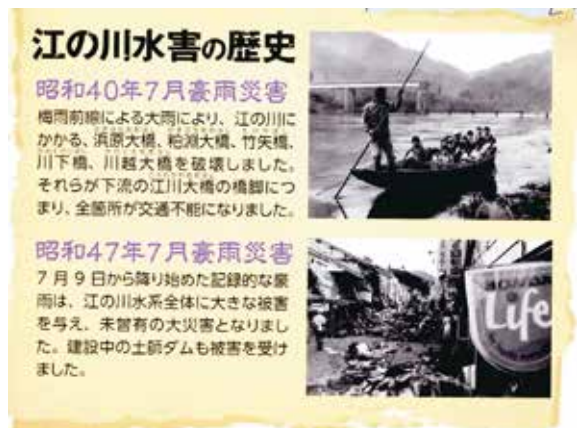 江の川水害の歴史
昭和40年7月豪雨災害
梅雨前線による大雨により、江の川に
かかる、浜原大橋、粕淵大橋、竹矢橋、
川下橋、川越大橋を破壊しました。
それらが下流の江川大橋の橋脚につ
まり、全箇所が交通不能になりました。
昭和47年7月豪雨災害
7月9日から降り始めた記録的な豪
雨は、江の川水系全体に大きな被害
を与え、未曾有の大災害となりまし
た。建設中の土師ダムも被害を受け
ました。
Life